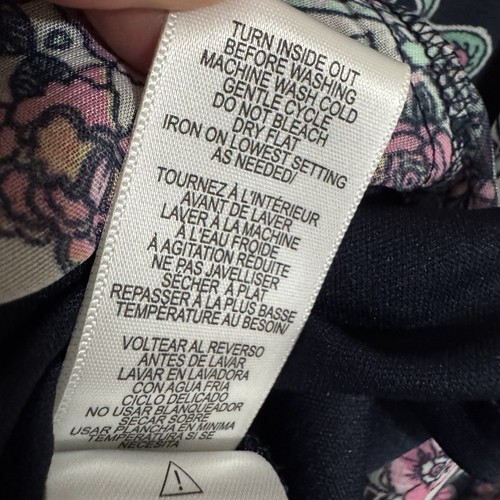 TURN INSIDE OUT
BEFORE WASHING
MACHINE WASH COLD
GENTLE CYCLE
DO NOT BLEACH
DRY FLAT
IRON ON LOWEST SETTING
AS NEEDED/
TOURNEZ À L'INTÉRIEUR
AVANT DE LAVER
LAVER À LA MACHINE
À L'EAU FROIDE
À AGITATION RÉDUITE
NE PAS JAVELLISER
SÉCHER À PLAT
REPASSER À LA PLUS BASSE
TEMPÉRATURE AU BESOIN/
VOLTEAR AL REVERSO
ANTES DE LAVAR
LAVAR EN LAVADORA
CON AGUA FRIA
CICLO DELICADO
NO USAR BLANQUEADOR
SECAR SOBRE
USAR PLANCHA EN MINIMA
TEMPERATURA SI SE
NECESITA